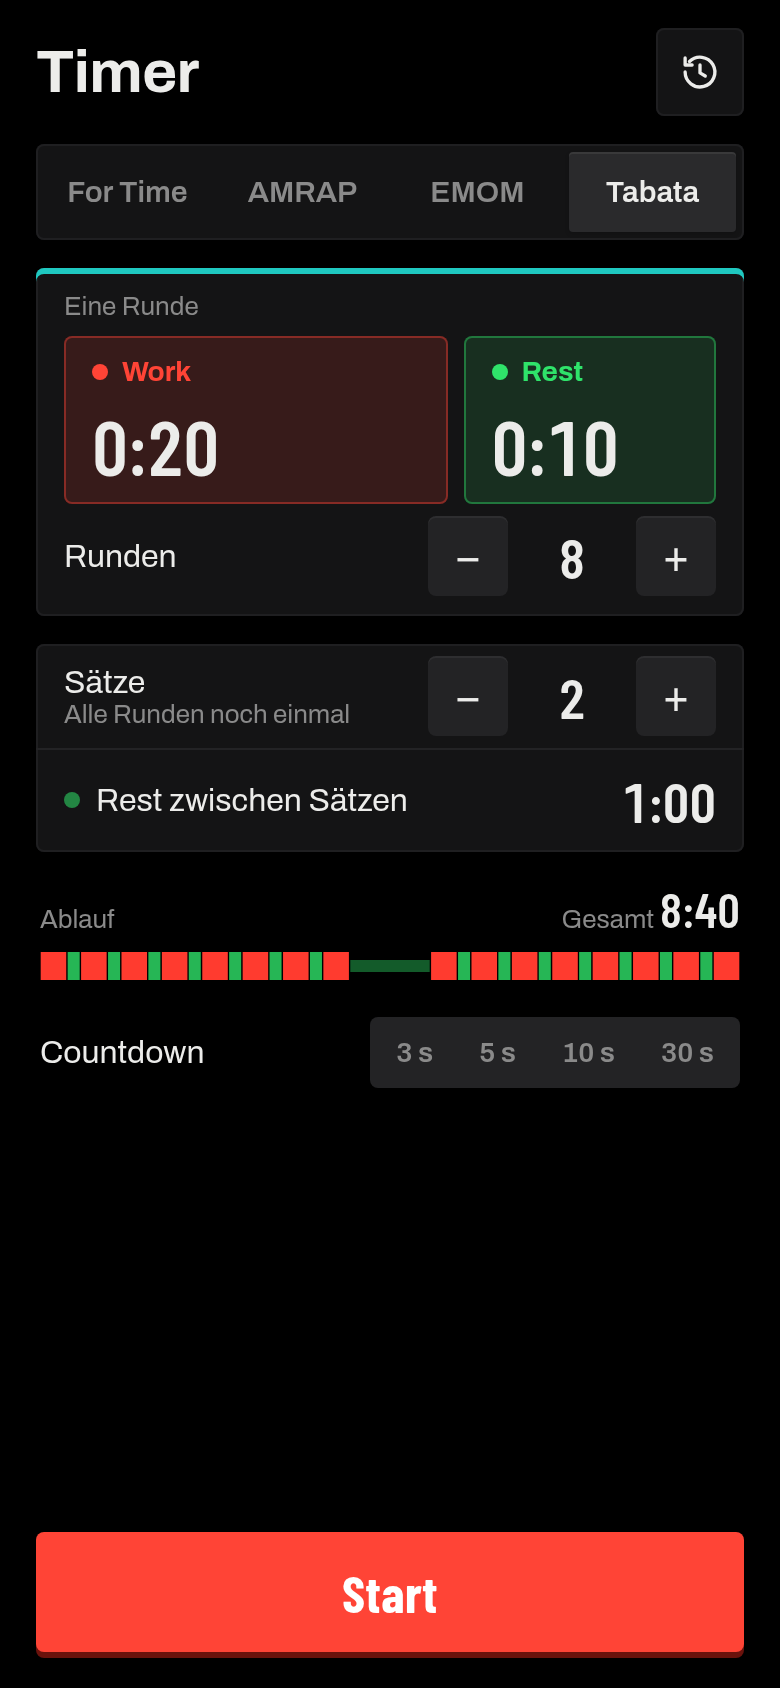 Timer
For Time AMRAP EMOM Tabata
Eine Runde
Work Rest
0:20 0:10
Runden − 8 +
Sätze − 2 +
Alle Runden noch einmal
Rest zwischen Sätzen 1:00
Ablauf Gesamt 8:40
Countdown 3 s 5 s 10 s 30 s
Start